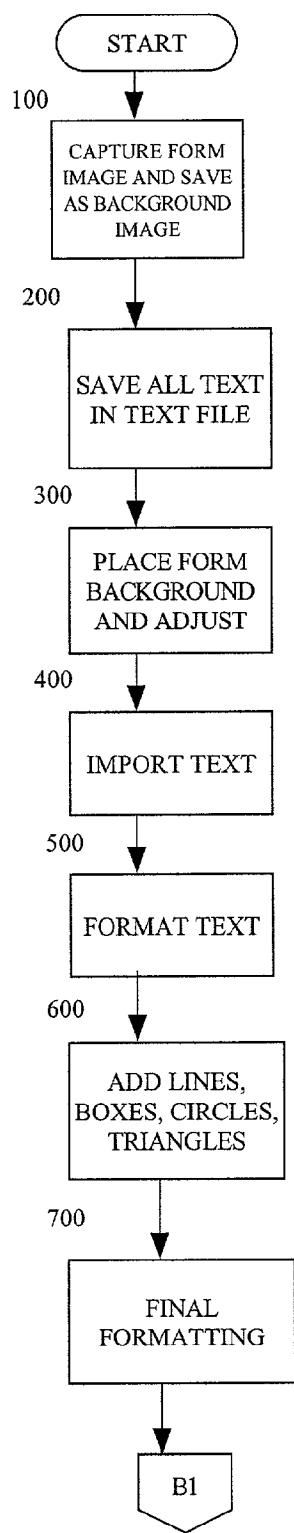 START
100
CAPTURE FORM
IMAGE AND SAVE
AS BACKGROUND
IMAGE
200
SAVE ALL TEXT
IN TEXT FILE
300
PLACE FORM
BACKGROUND
AND ADJUST
400
IMPORT TEXT
500
FORMAT TEXT
600
ADD LINES,
BOXES, CIRCLES,
TRIANGLES
700
FINAL
FORMATTING
B1